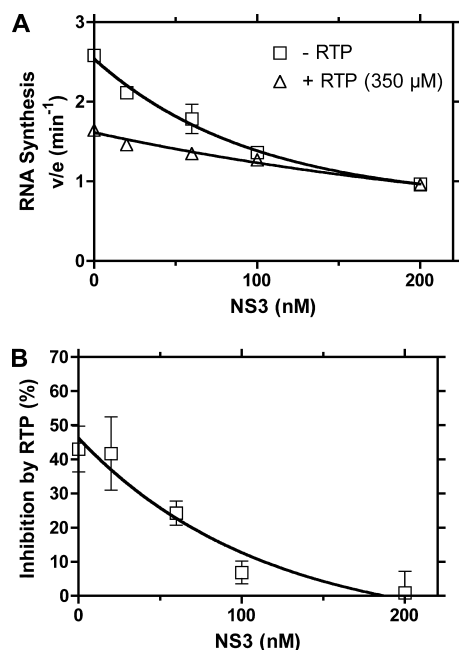 A
3
2
1
0
RNA Synthesis
v/e (min-1)
- RTP
+ RTP (350 μM)
0
100
200
NS3 (nM)
B
70
60
50
40
30
20
10
0
Inhibition by RTP (%)
0
100
200
NS3 (nM)